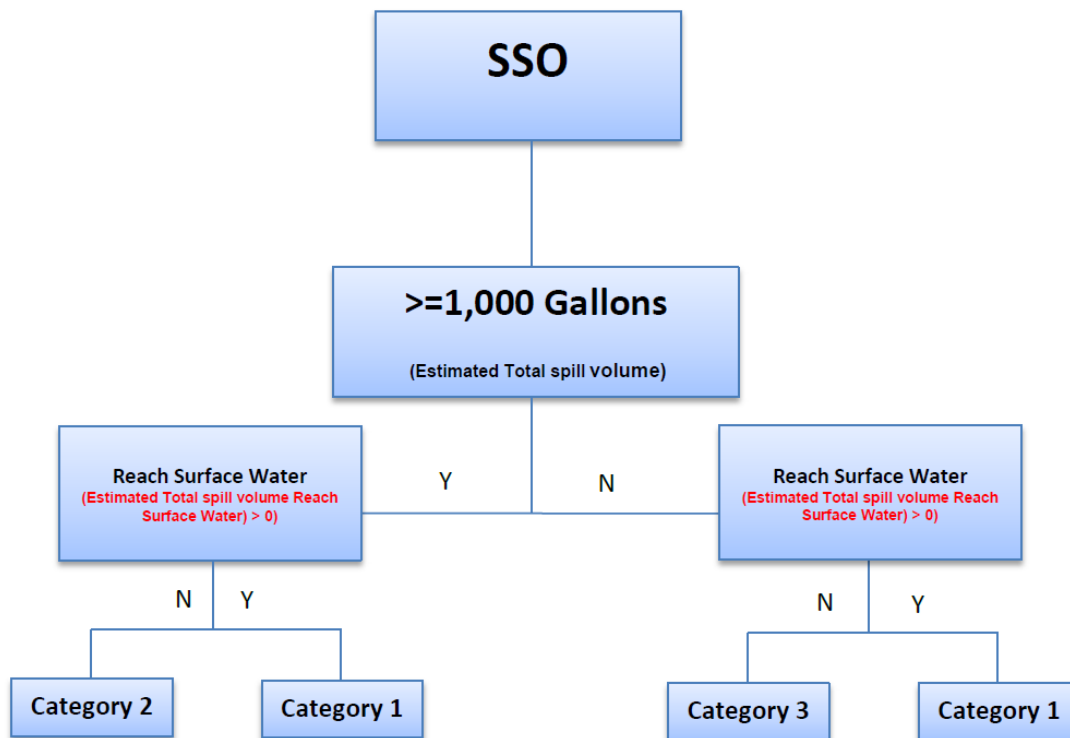 SSO
>=1,000 Gallons
(Estimated Total spill volume)
Reach Surface Water
(Estimated Total spill volume Reach
Surface Water) > 0)
Y
N
Reach Surface Water
(Estimated Total spill volume Reach
Surface Water) > 0)
N
Y
N
Y
Category 2
Category 1
Category 3
Category 1